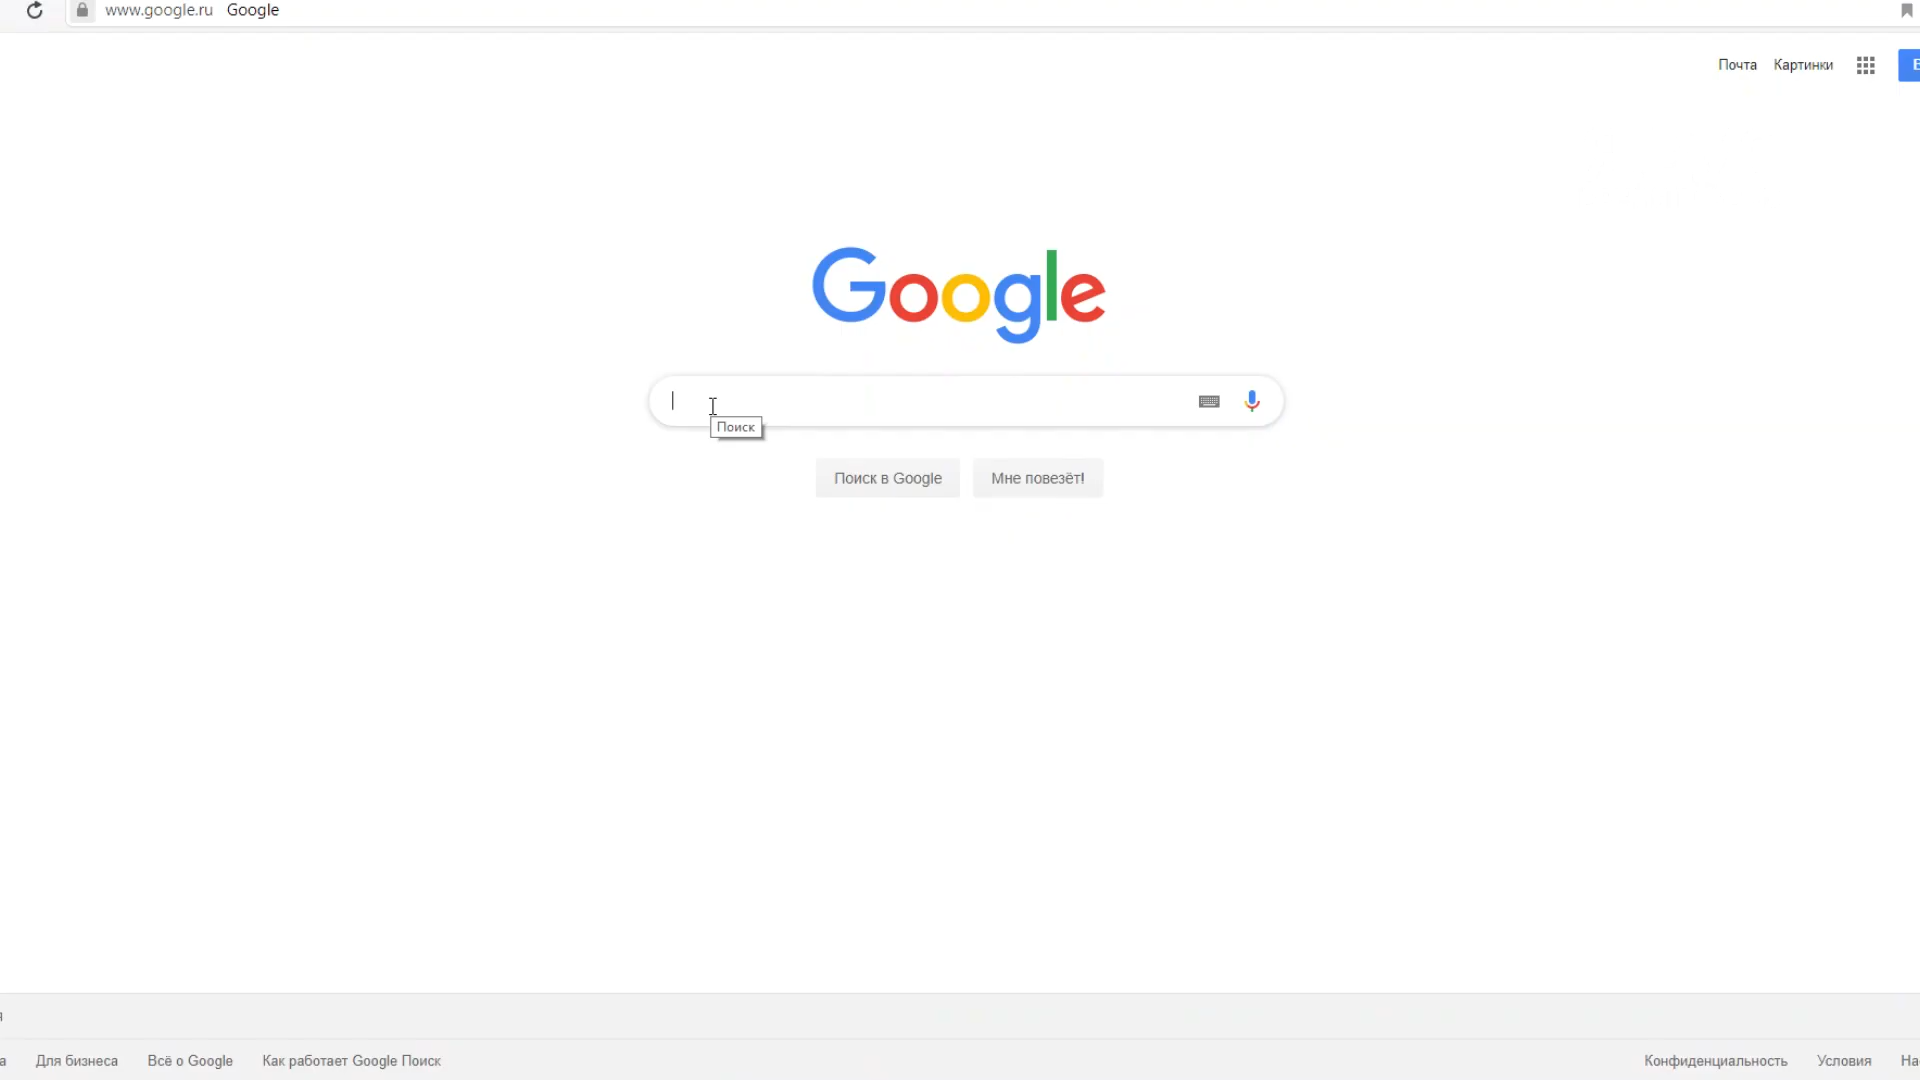 www.google.ru Google
Почта Картинки
Google
Поиск
Поиск в Google Мне повезёт!
Для бизнеса Всё о Google Как работает Google Поиск Конфиденциальность Условия